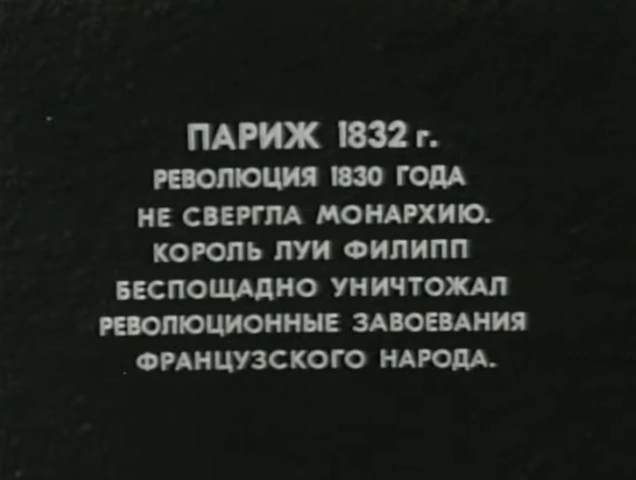 ПАРИЖ 1832 г.
РЕВОЛЮЦИЯ 1830 ГОДА
НЕ СВЕРГЛА МОНАРХИЮ.
КОРОЛЬ ЛУИ ФИЛИПП
БЕСПОЩАДНО УНИЧТОЖАЛ
РЕВОЛЮЦИОННЫЕ ЗАВОЕВАНИЯ
ФРАНЦУЗСКОГО НАРОДА.